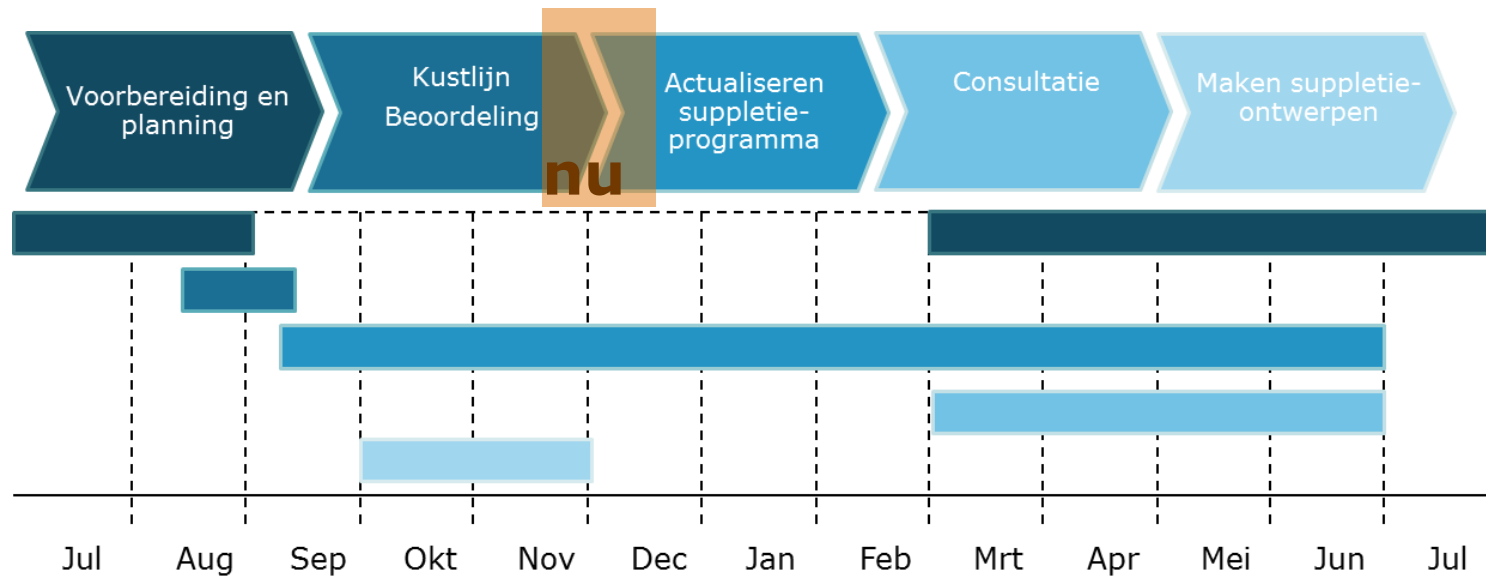 Voorbereiding en
planning
Kustlijn
Beoordeling
Actualiseren
suppletie-
programma
Consultatie
Maken suppletie-
ontwerpen
nu
Jul Aug Sep Okt Nov Dec Jan Feb Mrt Apr Mei Jun Jul